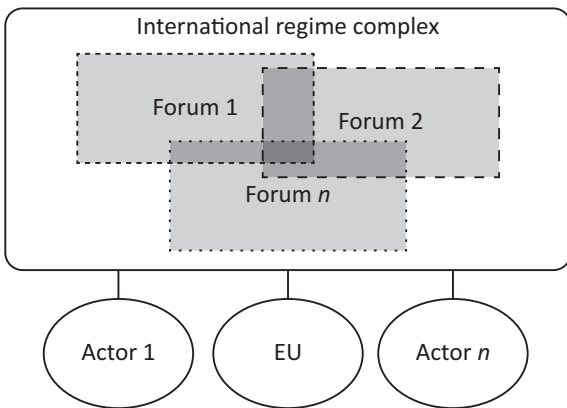 International regime complex
Forum 1
Forum 2
Forum n
Actor 1
EU
Actor n